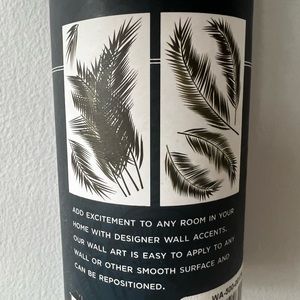 ADD EXCITEMENT TO ANY ROOM IN YOUR
HOME WITH DESIGNER WALL ACCENTS.
OUR WALL ART IS EASY TO APPLY TO ANY
WALL OR OTHER SMOOTH SURFACE AND
CAN BE REPOSITIONED.